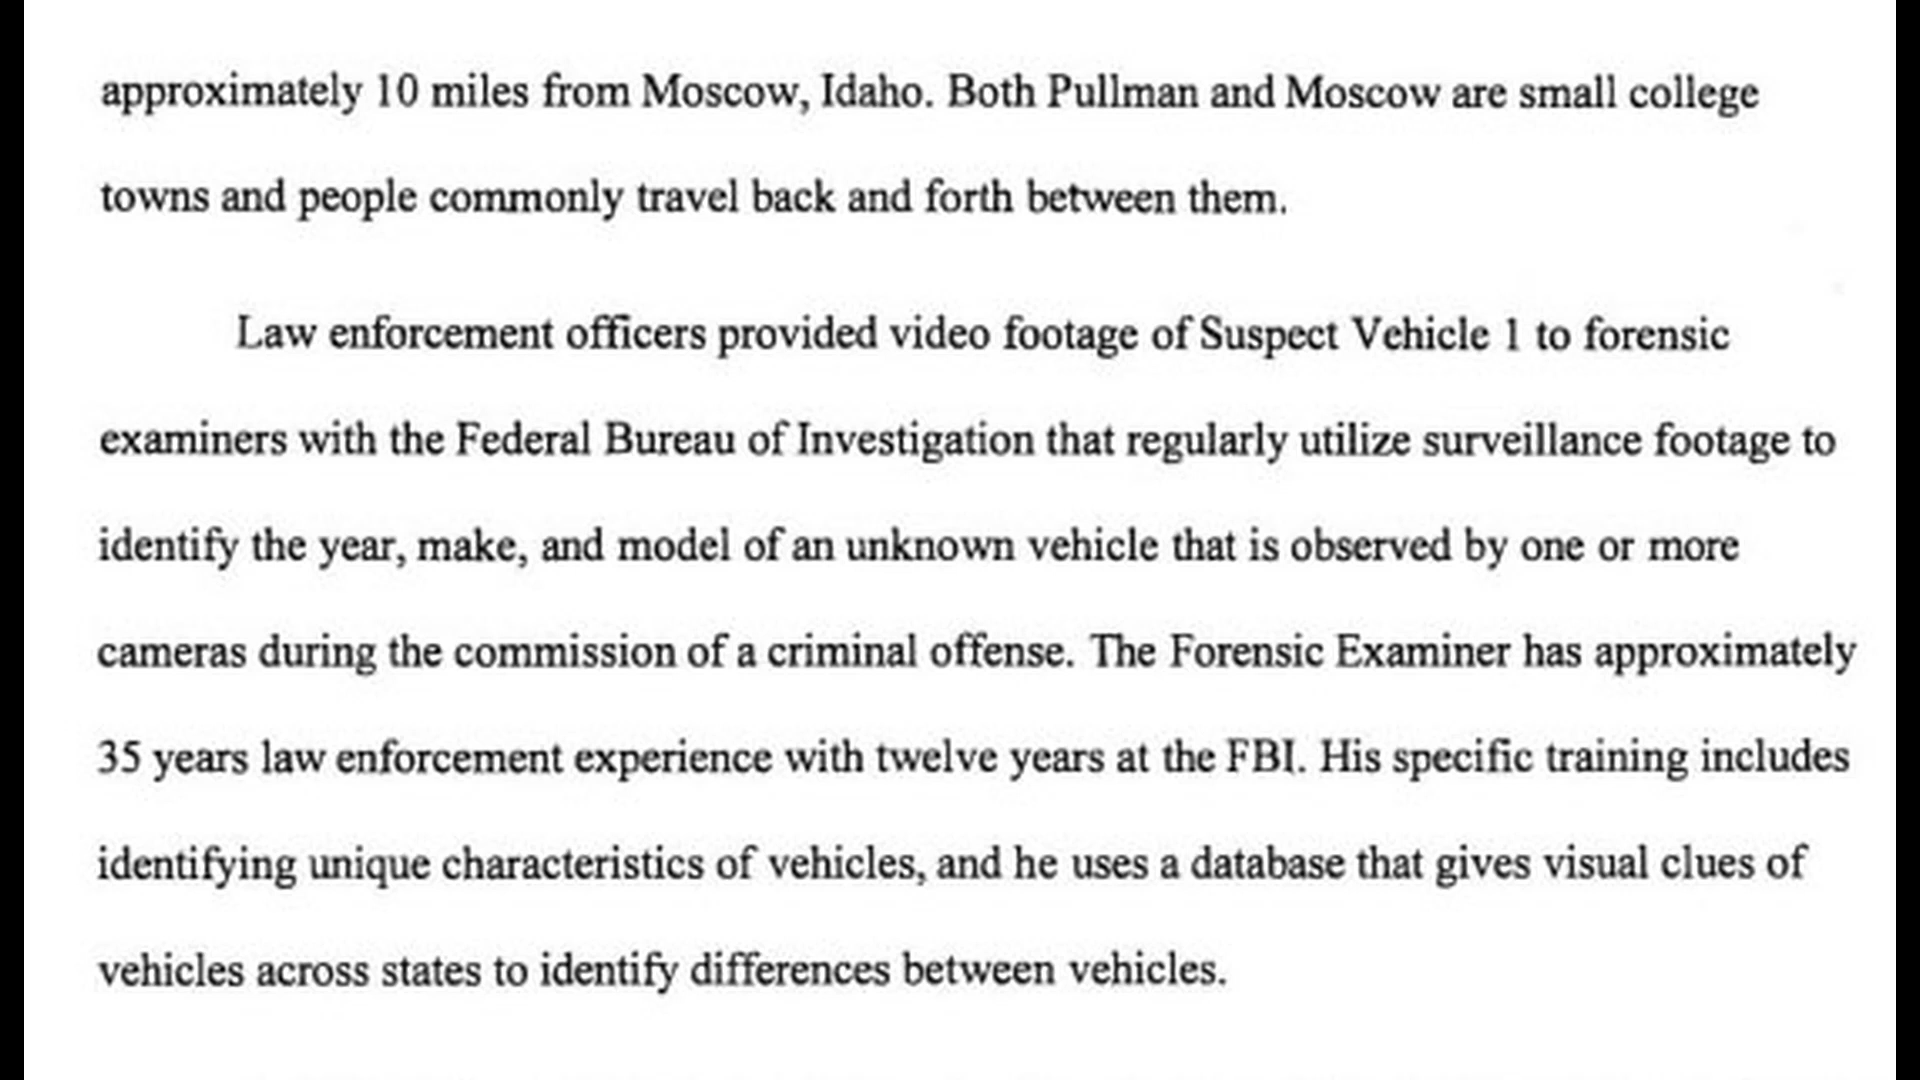 approximately 10 miles from Moscow, Idaho. Both Pullman and Moscow are small college
towns and people commonly travel back and forth between them.
Law enforcement officers provided video footage of Suspect Vehicle 1 to forensic
examiners with the Federal Bureau of Investigation that regularly utilize surveillance footage to
identify the year, make, and model of an unknown vehicle that is observed by one or more
cameras during the commission of a criminal offense. The Forensic Examiner has approximately
35 years law enforcement experience with twelve years at the FBI. His specific training includes
identifying unique characteristics of vehicles, and he uses a database that gives visual clues of
vehicles across states to identify differences between vehicles.